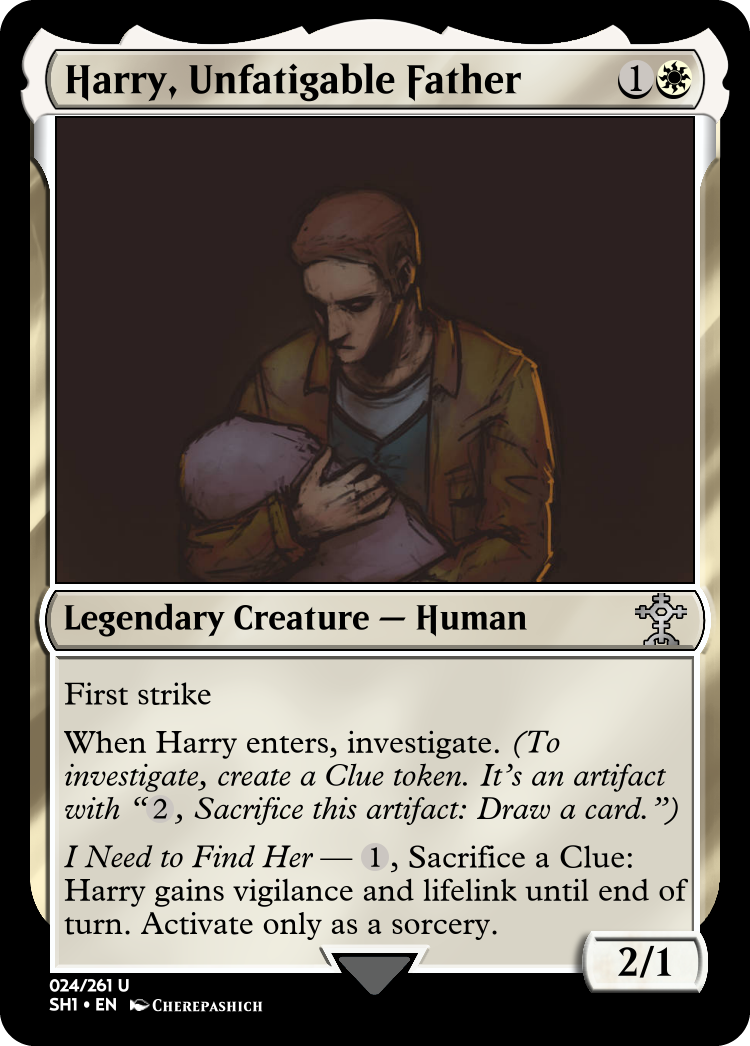 Harry, Unfatigable Father 1
Legendary Creature — Human
First strike
When Harry enters, investigate. (To
investigate, create a Clue token. It's an artifact
with “2, Sacrifice this artifact: Draw a card.”)
I Need to Find Her — 1, Sacrifice a Clue:
Harry gains vigilance and lifelink until end of
turn. Activate only as a sorcery.
2/1
024/261 U
SH1 • EN Cherepashich